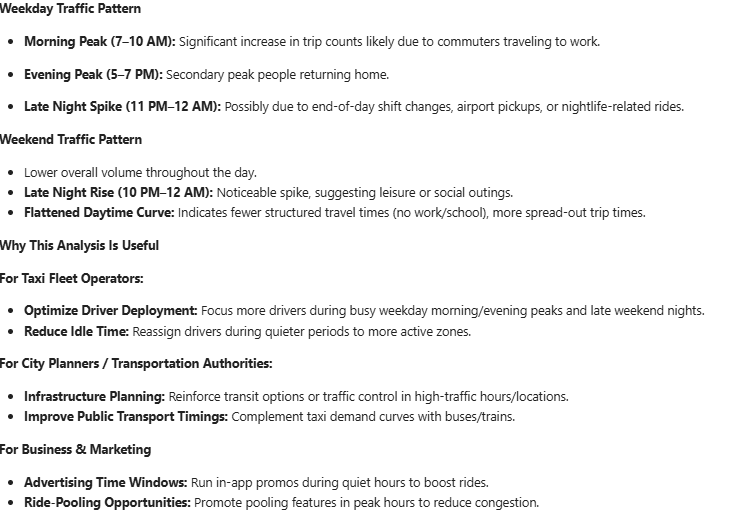 Weekday Traffic Pattern
• Morning Peak (7–10 AM): Significant increase in trip counts likely due to commuters traveling to work.
• Evening Peak (5–7 PM): Secondary peak people returning home.
• Late Night Spike (11 PM–12 AM): Possibly due to end-of-day shift changes, airport pickups, or nightlife-related rides.
Weekend Traffic Pattern
• Lower overall volume throughout the day.
• Late Night Rise (10 PM–12 AM): Noticeable spike, suggesting leisure or social outings.
• Flattened Daytime Curve: Indicates fewer structured travel times (no work/school), more spread-out trip times.
Why This Analysis Is Useful
For Taxi Fleet Operators:
• Optimize Driver Deployment: Focus more drivers during busy weekday morning/evening peaks and late weekend nights.
• Reduce Idle Time: Reassign drivers during quieter periods to more active zones.
For City Planners / Transportation Authorities:
• Infrastructure Planning: Reinforce transit options or traffic control in high-traffic hours/locations.
• Improve Public Transport Timings: Complement taxi demand curves with buses/trains.
For Business & Marketing
• Advertising Time Windows: Run in-app promos during quiet hours to boost rides.
• Ride-Pooling Opportunities: Promote pooling features in peak hours to reduce congestion.